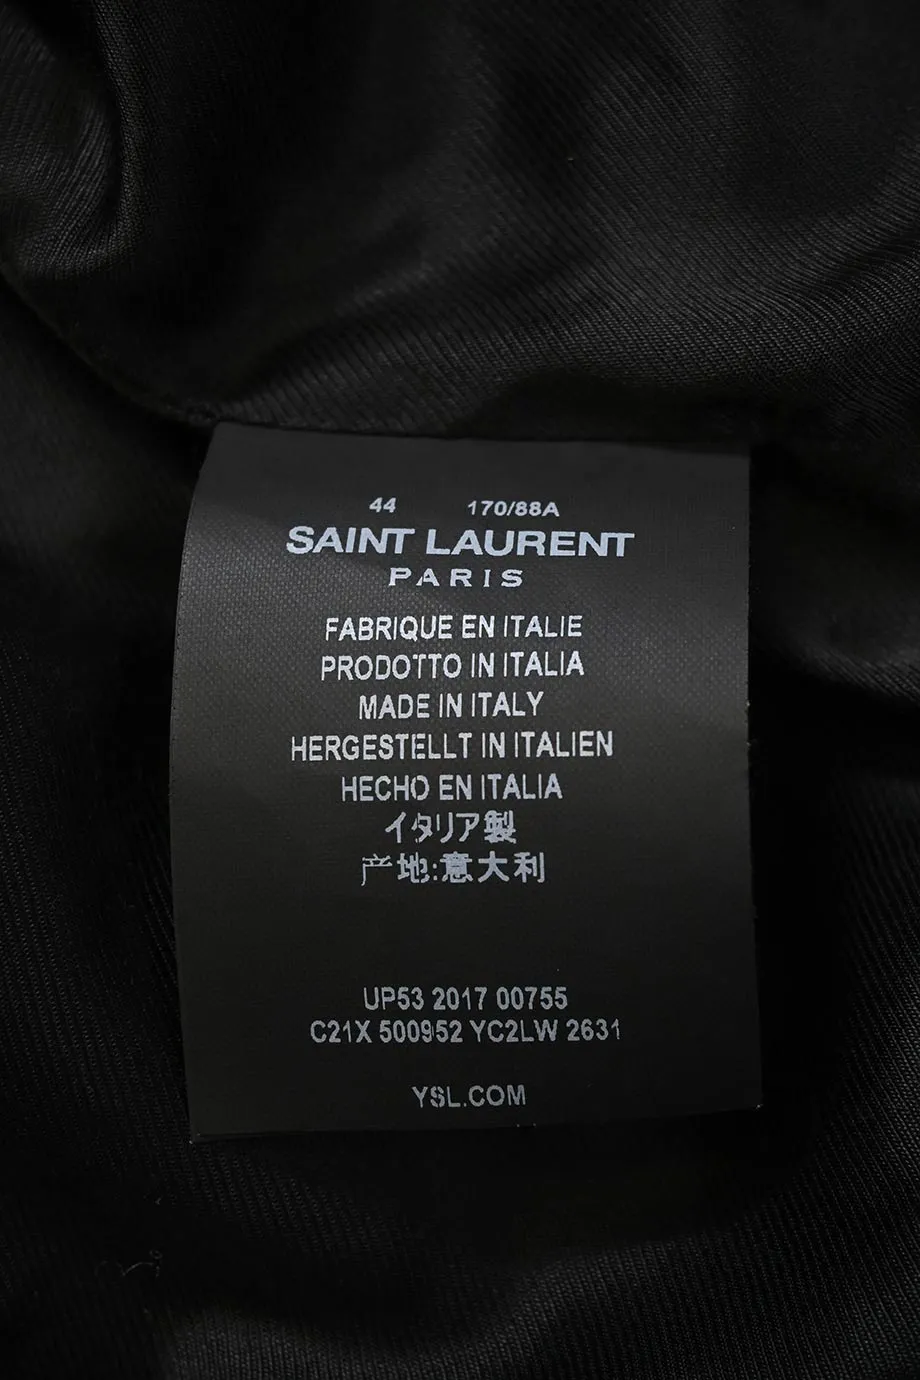 44 170/88A
SAINT LAURENT
PARIS
FABRIQUE EN ITALIE
PRODOTTO IN ITALIA
MADE IN ITALY
HERGESTELLT IN ITALIEN
HECHO EN ITALIA
イタリア製
产地:意大利
UP53 2017 00755
C21X 500952 YC2LW 2631
YSL.COM